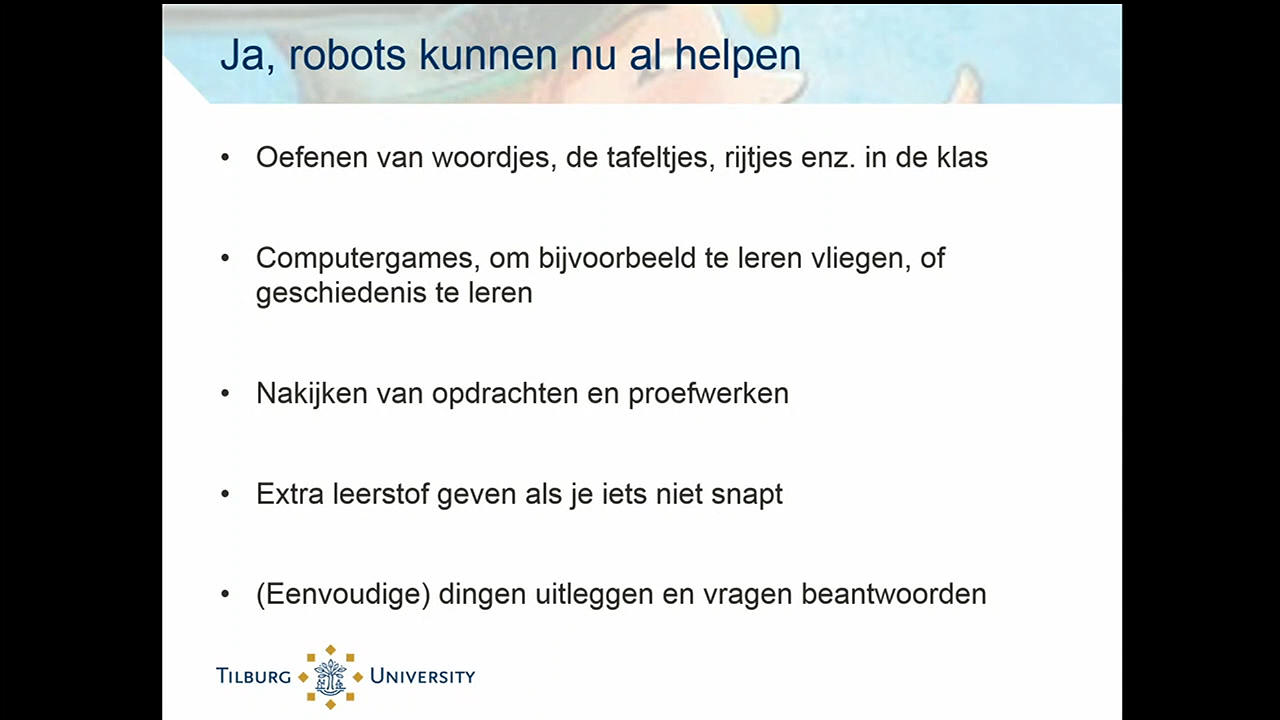 Ja, robots kunnen nu al helpen
• Oefenen van woordjes, de tafeltjes, rijtjes enz. in de klas
• Computergames, om bijvoorbeeld te leren vliegen, of
geschiedenis te leren
• Nakijken van opdrachten en proefwerken
• Extra leerstof geven als je iets niet snapt
• (Eenvoudige) dingen uitleggen en vragen beantwoorden
TILBURG UNIVERSITY